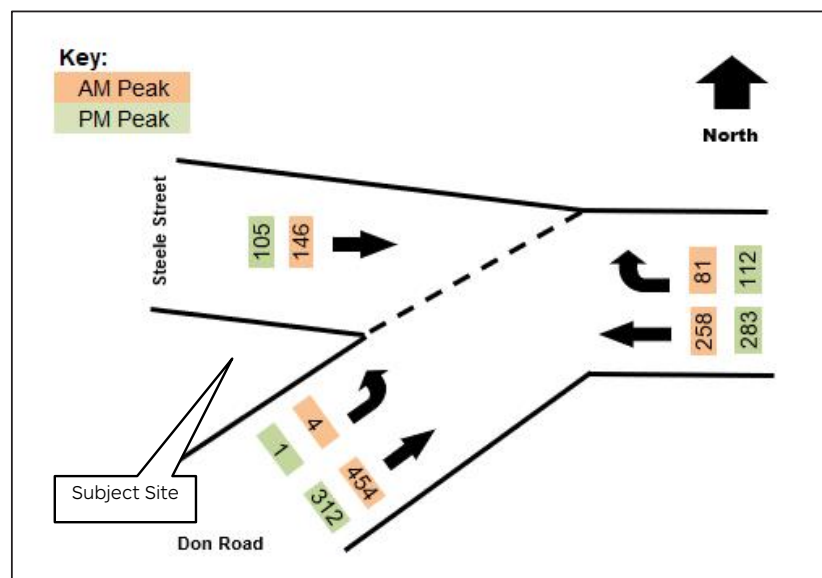 Key:
AM Peak
PM Peak
North
Steele Street
105
146
81
112
258
283
4
1
454
312
Subject Site
Don Road